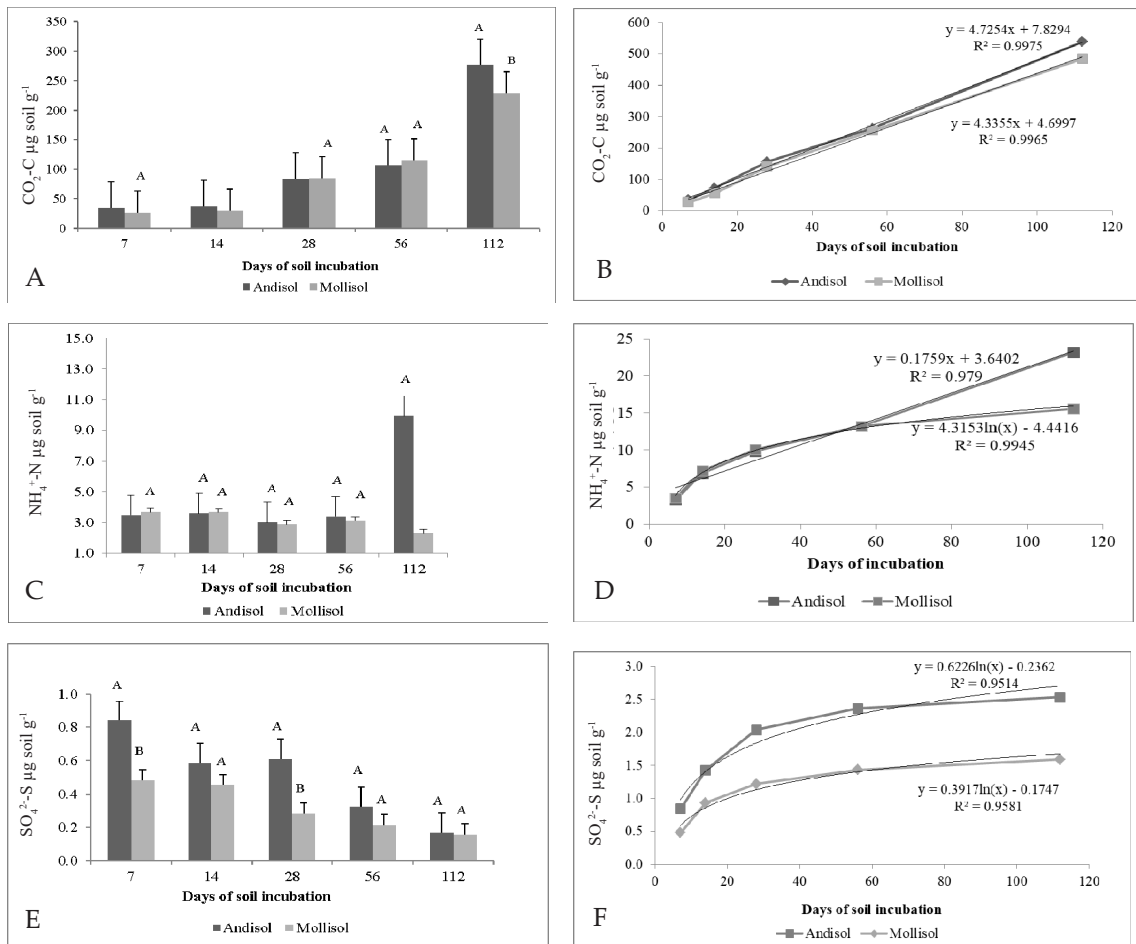 A A
A
A A
A
B
350
300
250
200
150
100
50
0
CO₂-C µg soil g⁻¹
7 14 28 56 112
Days of soil incubation
Andisol Mollisol
A
y = 4.7254x + 7.8294
R² = 0.9975
y = 4.3355x + 4.6997
R² = 0.9965
600
500
400
300
200
100
0
CO₂-C µg soil g⁻¹
0 20 40 60 80 100 120
Days of soil incubation
Andisol Mollisol
B
15.0
13.0
11.0
9.0
7.0
5.0
3.0
1.0
NH₄⁺-N µg soil g⁻¹
A A A A A A A A
7 14 28 56 112
Days of soil incubation
Andisol Mollisol
C
25
20
15
10
5
0
NH₄⁺-N µg soil g⁻¹
y = 0.1759x + 3.6402
R² = 0.979
y = 4.3153ln(x) - 4.4416
R² = 0.9945
0 20 40 60 80 100 120
Days of incubation
Andisol Mollisol
D
1.0
0.8
0.6
0.4
0.2
0.0
SO₄²⁻-S µg soil g⁻¹
A B A A A B A A A A
7 14 28 56 112
Days of soil incubation
Andisol Mollisol
E
3.0
2.5
2.0
1.5
1.0
0.5
0.0
SO₄²⁻-S µg soil g⁻¹
y = 0.6226ln(x) - 0.2362
R² = 0.9514
y = 0.3917ln(x) - 0.1747
R² = 0.9581
0 20 40 60 80 100 120
Days of soil incubation
Andisol Mollisol
F